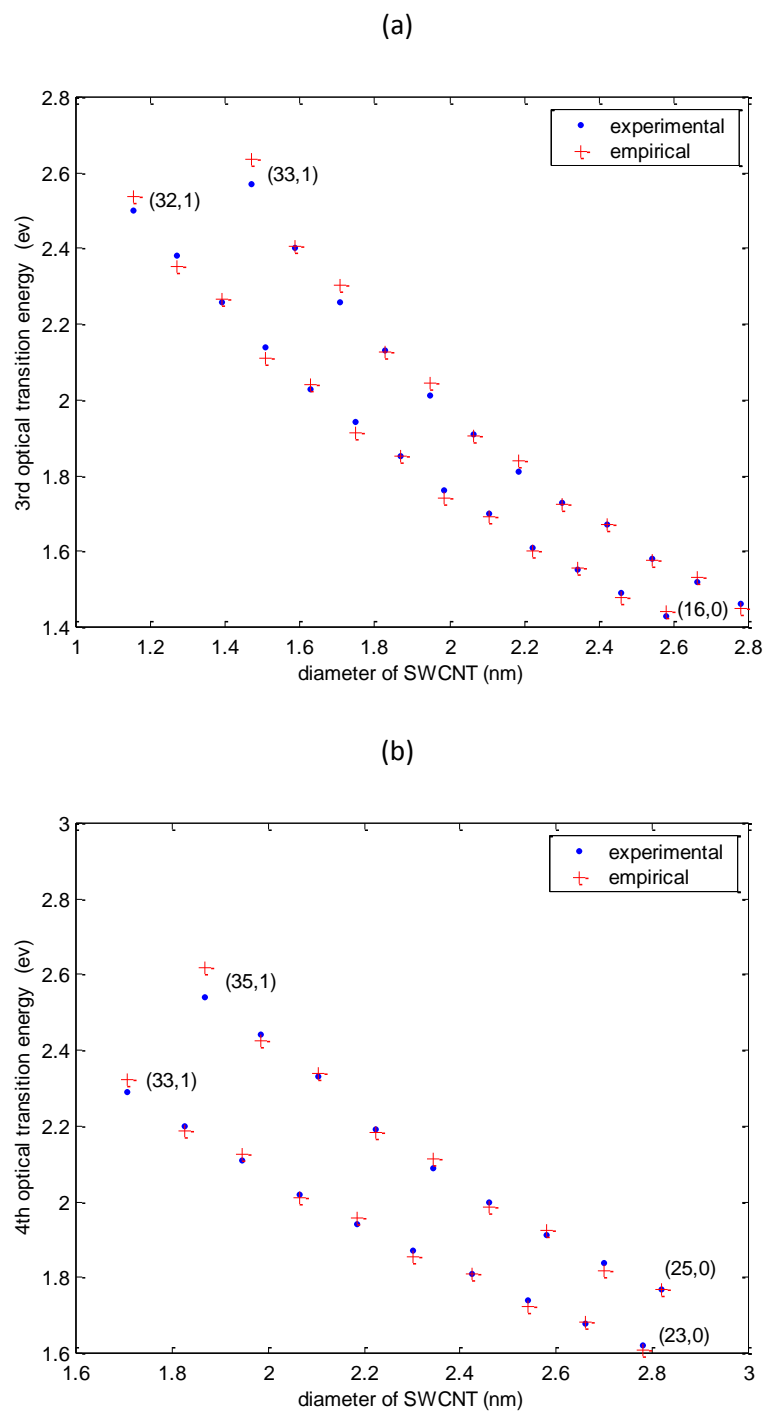 (a)
2.8
2.6
2.4
2.2
2
1.8
1.6
1.4
3rd optical transition energy (ev)
experimental
empirical
(32,1)
(33,1)
(16,0)
1 1.2 1.4 1.6 1.8 2 2.2 2.4 2.6 2.8
diameter of SWCNT (nm)
(b)
3
2.8
2.6
2.4
2.2
2
1.8
1.6
4th optical transition energy (ev)
experimental
empirical
(35,1)
(33,1)
(25,0)
(23,0)
1.6 1.8 2 2.2 2.4 2.6 2.8 3
diameter of SWCNT (nm)